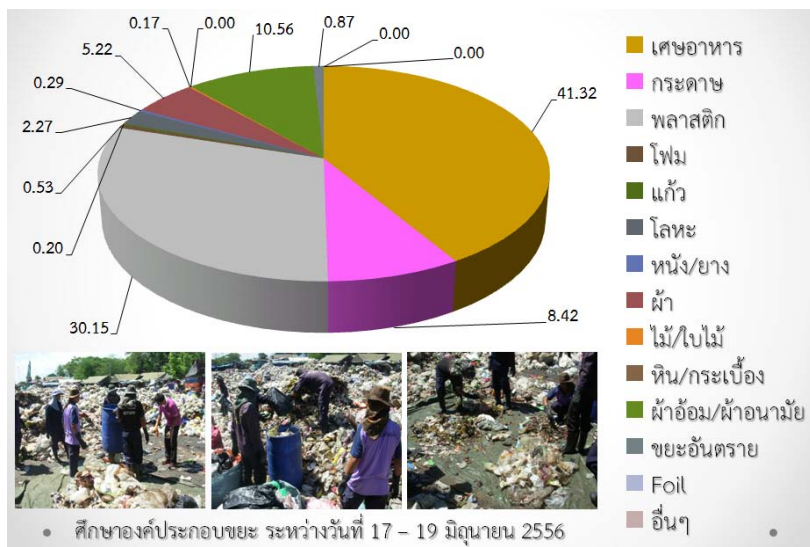 0.17
0.00
10.56
0.87
0.00
0.00
5.22
0.29
2.27
0.53
0.20
30.15
41.32
8.42
เศษอาหาร
กระดาษ
พลาสติก
โฟม
แก้ว
โลหะ
หนัง/ยาง
ผ้า
ไม้/ใบไม้
หิน/กระเบื้อง
ผ้าอ้อม/ผ้าอนามัย
ขยะอันตราย
Foil
อื่นๆ
ศึกษาองค์ประกอบขยะ ระหว่างวันที่ 17 – 19 มิถุนายน 2556